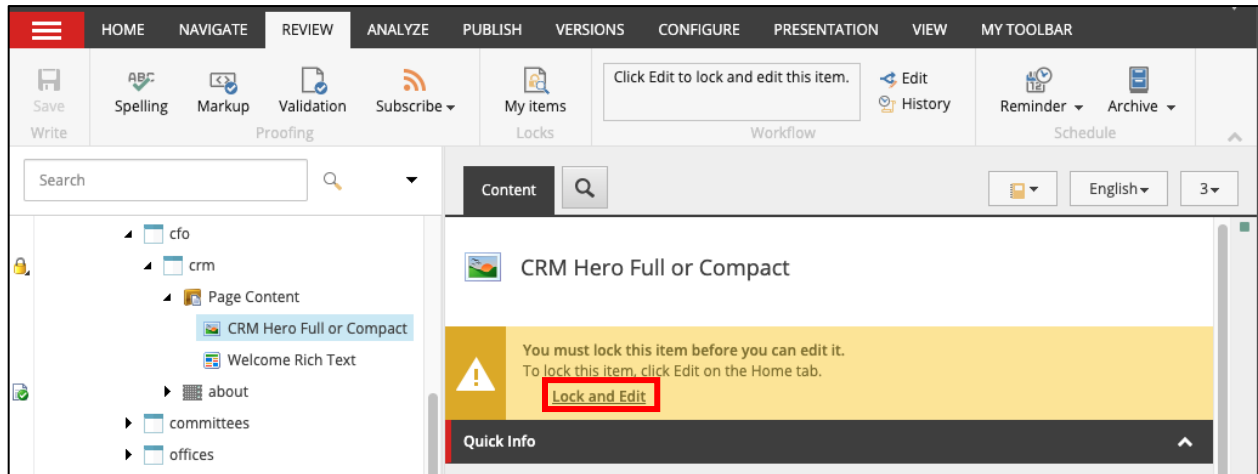 HOME NAVIGATE REVIEW ANALYZE PUBLISH VERSIONS CONFIGURE PRESENTATION VIEW MY TOOLBAR
Save
Write
ABC
Spelling Markup Validation Subscribe
Proofing
My items
Locks
Click Edit to lock and edit this item.
Edit
History
Workflow
12
Reminder Archive
Schedule
Search
cfo
crm
Page Content
CRM Hero Full or Compact
Welcome Rich Text
about
committees
offices
Content
English
3
CRM Hero Full or Compact
You must lock this item before you can edit it.
To lock this item, click Edit on the Home tab.
Lock and Edit
Quick Info